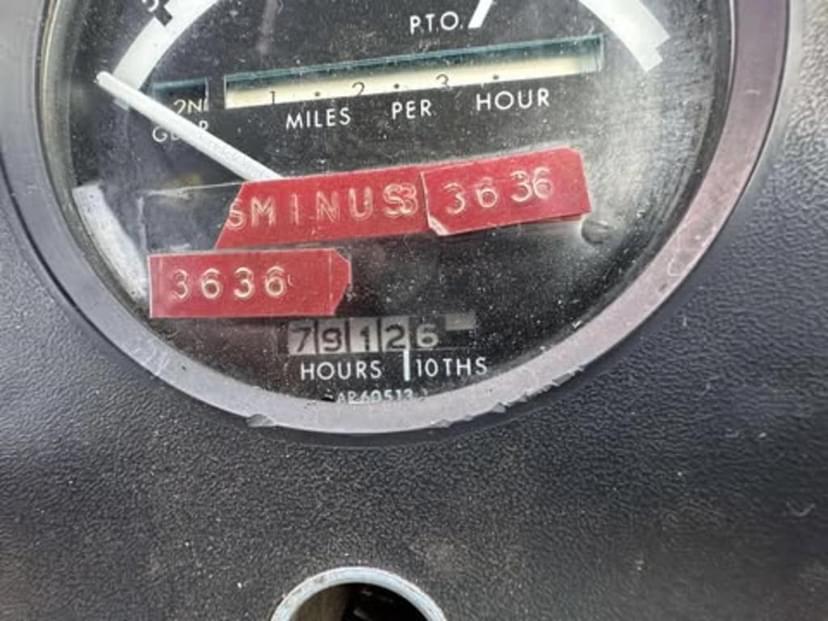 P.T.O.
1 · 2 · 3 ·
MILES PER HOUR
SMINUS 3636
3636
79126
HOURS 10THS